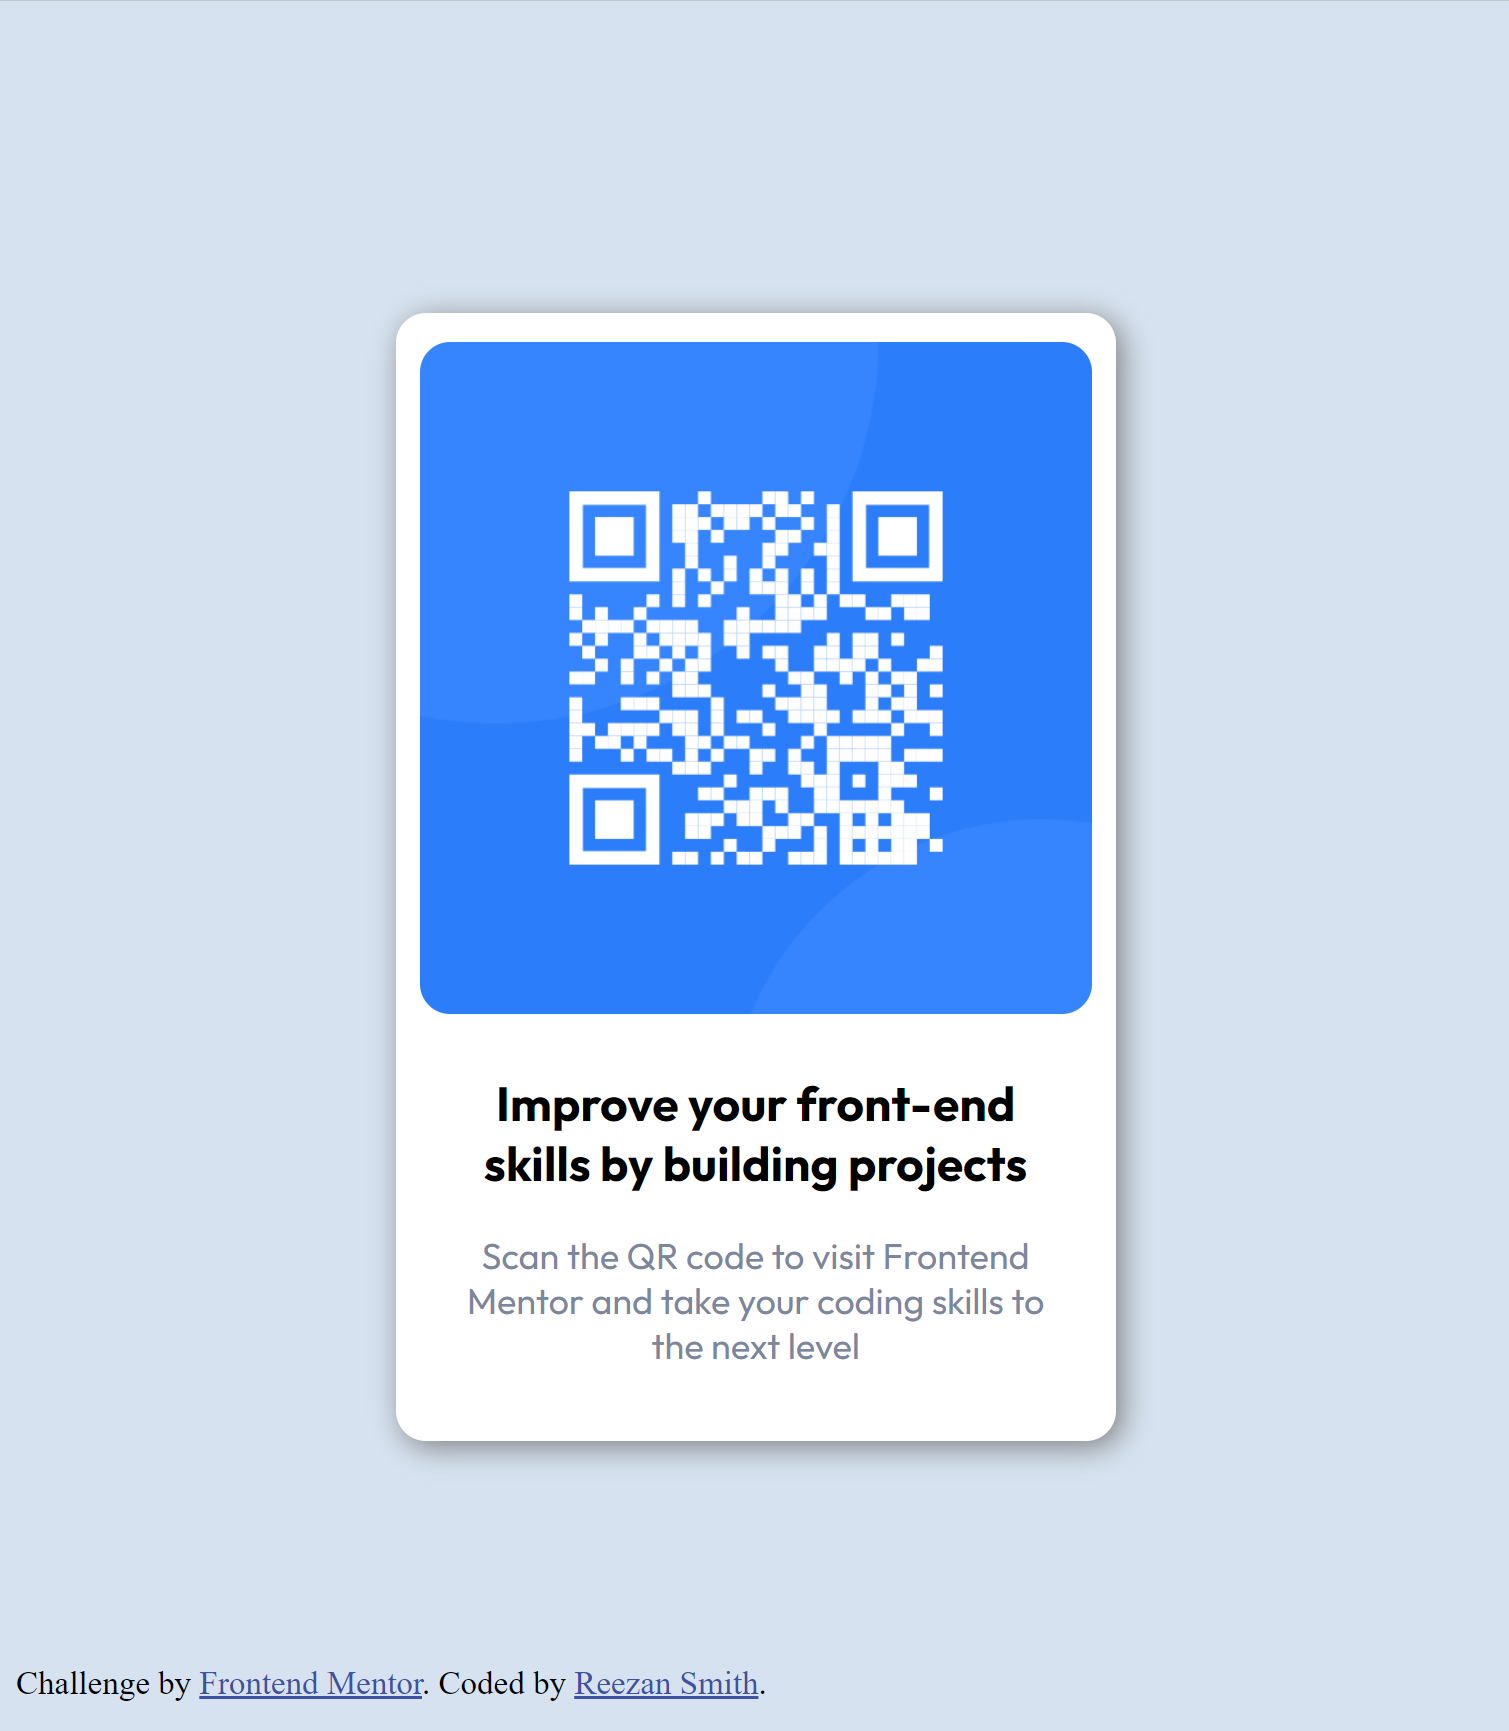 Improve your front-end
skills by building projects
Scan the QR code to visit Frontend
Mentor and take your coding skills to
the next level
Challenge by Frontend Mentor. Coded by Reezan Smith.